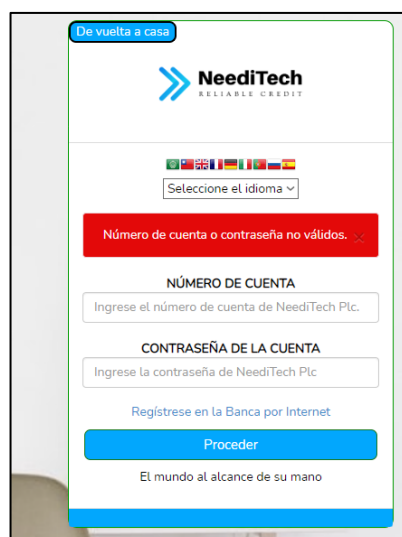 De vuelta a casa
NeediTech
RELIABLE CREDIT
Seleccione el idioma
Número de cuenta o contraseña no válidos. ×
NÚMERO DE CUENTA
Ingrese el número de cuenta de NeediTech Plc.
CONTRASEÑA DE LA CUENTA
Ingrese la contraseña de NeediTech Plc
Regístrese en la Banca por Internet
Proceder
El mundo al alcance de su mano